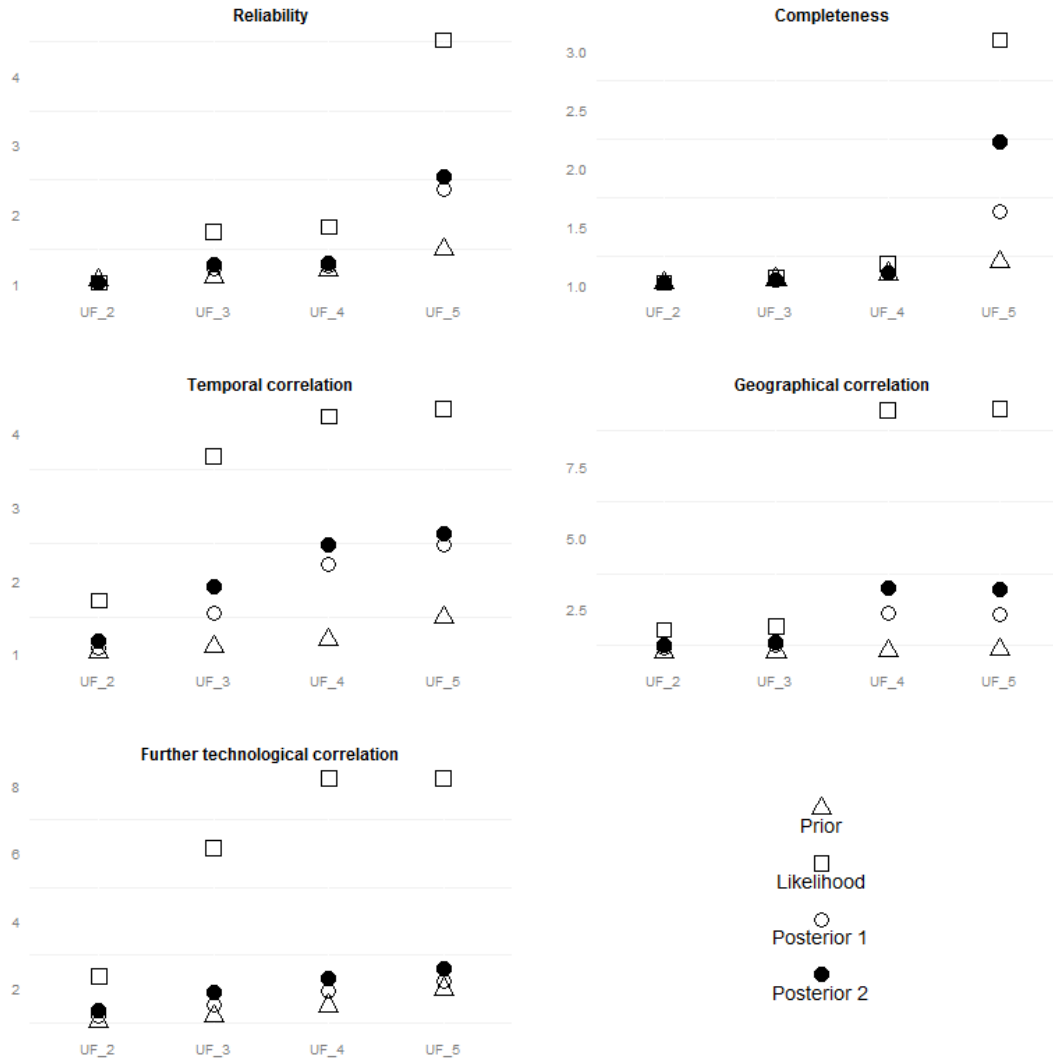 Reliability
4
3
2
1
UF_2 UF_3 UF_4 UF_5
Completeness
3.0
2.5
2.0
1.5
1.0
UF_2 UF_3 UF_4 UF_5
Temporal correlation
4
3
2
1
UF_2 UF_3 UF_4 UF_5
Geographical correlation
7.5
5.0
2.5
UF_2 UF_3 UF_4 UF_5
Further technological correlation
8
6
4
2
UF_2 UF_3 UF_4 UF_5
Prior
Likelihood
Posterior 1
Posterior 2